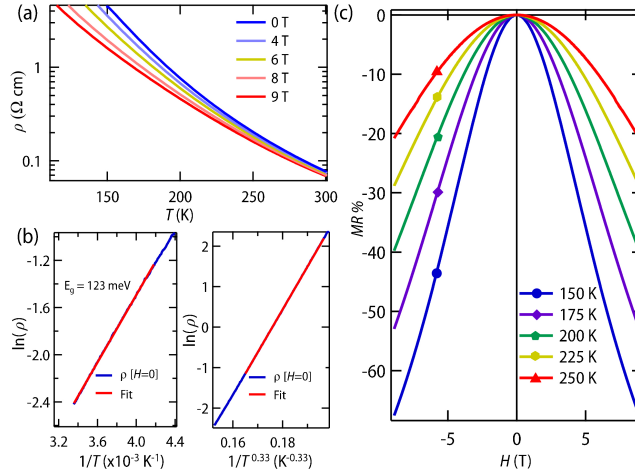 (a)
0 T
4 T
6 T
8 T
9 T
1
0.1
ρ (Ω cm)
150
200
250
300
T (K)
(b)
-1.2
-1.6
-2.0
-2.4
ln(ρ)
E9 = 123 meV
ρ [H=0]
Fit
3.2
3.6
4.0
4.4
1/T (x10-3 K-1)
2
1
0
-1
-2
ln(ρ)
ρ [H=0]
Fit
0.16
0.18
1/T0.33 (K-0.33)
(c)
0
-10
-20
-30
-40
-50
-60
MR %
150 K
175 K
200 K
225 K
250 K
-5
0
5
H (T)